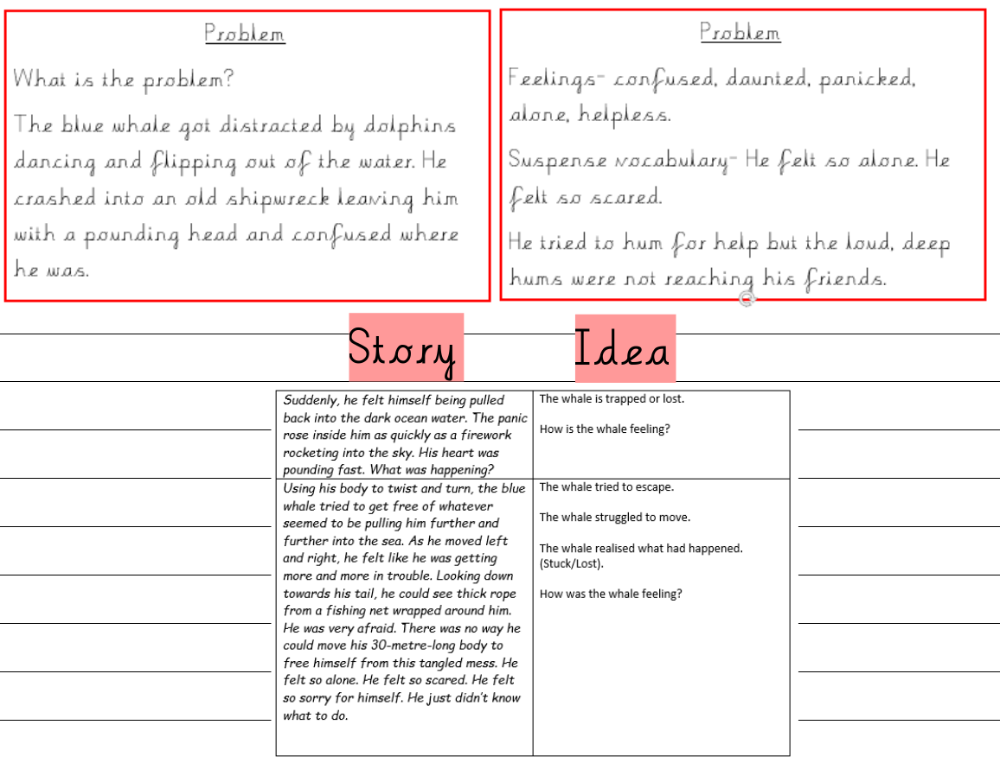 Problem
What is the problem?
The blue whale got distracted by dolphins
dancing and flipping out of the water. He
crashed into an old shipwreck leaving him
with a pounding head and confused where
he was.
Problem
Feelings- confused, daunted, panicked,
alone, helpless.
Suspense vocabulary- He felt so alone. He
felt so scared.
He tried to hum for help but the loud, deep
hums were not reaching his friends.
Story Idea
Suddenly, he felt himself being pulled
back into the dark ocean water. The panic
rose inside him as quickly as a firework
rocketing into the sky. His heart was
pounding fast. What was happening?
The whale is trapped or lost.
How is the whale feeling?
Using his body to twist and turn, the blue
whale tried to get free of whatever
seemed to be pulling him further and
further into the sea. As he moved left
and right, he felt like he was getting
more and more in trouble. Looking down
towards his tail, he could see thick rope
from a fishing net wrapped around him.
He was very afraid. There was no way he
could move his 30-metre-long body to
free himself from this tangled mess. He
felt so alone. He felt so scared. He felt
so sorry for himself. He just didn't know
what to do.
The whale tried to escape.
The whale struggled to move.
The whale realised what had happened.
(Stuck/Lost).
How was the whale feeling?